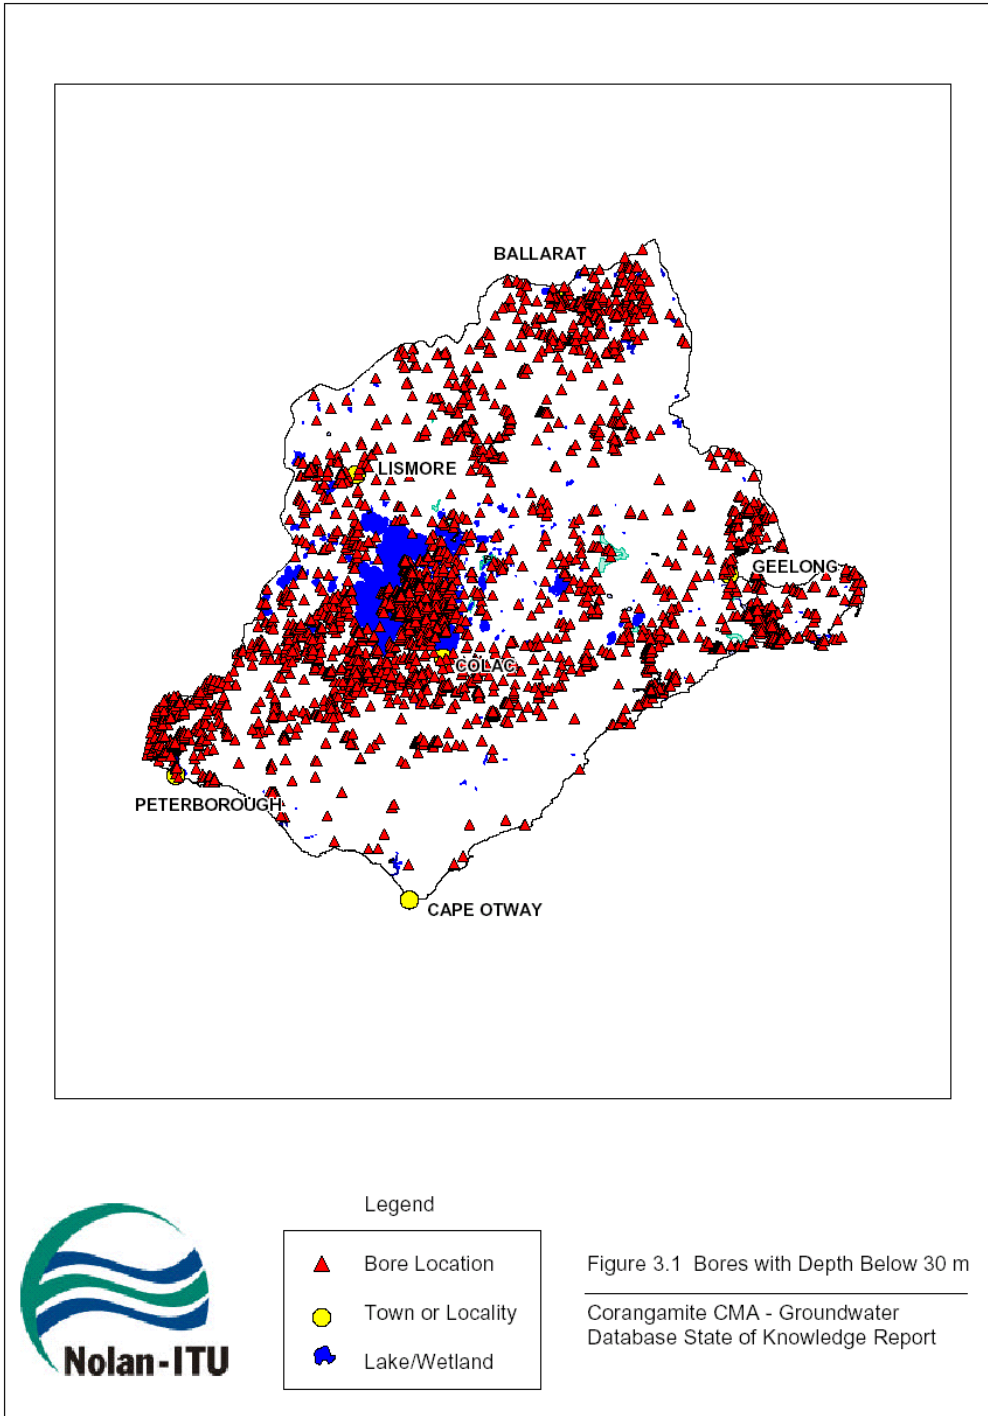 BALLARAT
LISMORE
GEELONG
COLAC
PETERBOROUGH
CAPE OTWAY
Legend
Bore Location
Town or Locality
Lake/Wetland
Nolan-ITU
Figure 3.1 Bores with Depth Below 30 m
Corangamite CMA - Groundwater
Database State of Knowledge Report